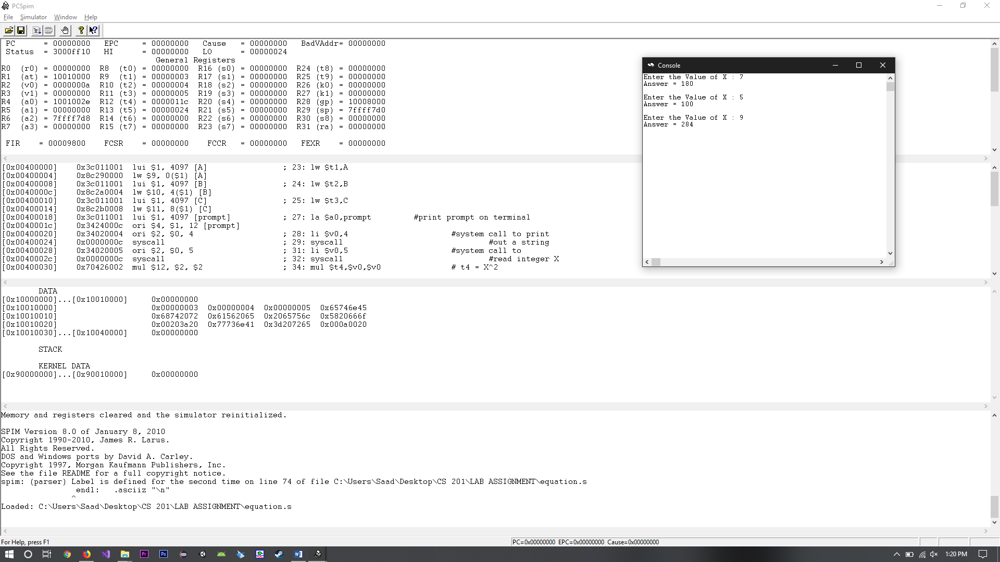 PCSpim
File Simulator Window Help
PC = 00000000 EPC = 00000000 Cause = 00000000 BadVAddr= 00000000
Status = 3000ff10 HI = 00000000 LO = 00000024
General Registers
R0 (r0) = 00000000 R8 (t0) = 00000000 R16 (s0) = 00000000 R24 (t8) = 00000000
R1 (at) = 10010000 R9 (t1) = 00000003 R17 (s1) = 00000000 R25 (t9) = 00000000
R2 (v0) = 0000000a R10 (t2) = 00000004 R18 (s2) = 00000000 R26 (k0) = 00000000
R3 (v1) = 00000000 R11 (t3) = 00000005 R19 (s3) = 00000000 R27 (k1) = 00000000
R4 (a0) = 1001002e R12 (t4) = 0000011c R20 (s4) = 00000000 R28 (gp) = 10008000
R5 (a1) = 00000000 R13 (t5) = 00000024 R21 (s5) = 00000000 R29 (sp) = 7ffff7d0
R6 (a2) = 7ffff7d8 R14 (t6) = 00000000 R22 (s6) = 00000000 R30 (s8) = 00000000
R7 (a3) = 00000000 R15 (t7) = 00000000 R23 (s7) = 00000000 R31 (ra) = 00000000
FIR = 00009800 FCSR = 00000000 FCCR = 00000000 FEXR = 00000000
[0x00400000] 0x3c011001 lui $1, 4097 [A] ; 23: lw $t1,A
[0x00400004] 0x8c290000 lw $9, 0($1) [A]
[0x00400008] 0x3c011001 lui $1, 4097 [B] ; 24: lw $t2,B
[0x0040000c] 0x8c2a0004 lw $10, 4($1) [B]
[0x00400010] 0x3c011001 lui $1, 4097 [C] ; 25: lw $t3,C
[0x00400014] 0x8c2b0008 lw $11, 8($1) [C]
[0x00400018] 0x3c011001 lui $1, 4097 [prompt] ; 27: la $a0,prompt #print prompt on terminal
[0x0040001c] 0x3424000c ori $4, $1, 12 [prompt]
[0x00400020] 0x34020004 ori $2, $0, 4 ; 28: li $v0,4 #system call to print
[0x00400024] 0x0000000c syscall ; 29: syscall #out a string
[0x00400028] 0x34020005 ori $2, $0, 5 ; 31: li $v0,5 #system call to
[0x0040002c] 0x0000000c syscall ; 32: syscall #read integer X
[0x00400030] 0x70426002 mul $12, $2, $2 ; 34: mul $t4,$v0,$v0 # t4 = X^2
Console
Enter the Value of X : 7
Answer = 180
Enter the Value of X : 5
Answer = 100
Enter the Value of X : 9
Answer = 284
DATA
[0x10000000]...[0x10010000] 0x00000000
[0x10010000] 0x00000003 0x00000004 0x00000005 0x65746e45
[0x10010010] 0x68742072 0x61562065 0x2065756c 0x5820666f
[0x10010020] 0x00203a20 0x77736e41 0x3d207265 0x000a0020
[0x10010030]...[0x10040000] 0x00000000
STACK
KERNEL DATA
[0x90000000]...[0x90010000] 0x00000000
Memory and registers cleared and the simulator reinitialized.
SPIM Version 8.0 of January 8, 2010
Copyright 1990-2010, James R. Larus.
All Rights Reserved.
DOS and Windows ports by David A. Carley.
Copyright 1997, Morgan Kaufmann Publishers, Inc.
See the file README for a full copyright notice.
spim: (parser) Label is defined for the second time on line 74 of file C:\Users\Saad\Desktop\CS 201\LAB ASSIGNMENT\equation.s
endl: .asciiz "\n"
^
Loaded: C:\Users\Saad\Desktop\CS 201\LAB ASSIGNMENT\equation.s
For Help, press F1
PC=0x00000000 EPC=0x00000000 Cause=0x00000000
Pr
Ps
1:20 PM